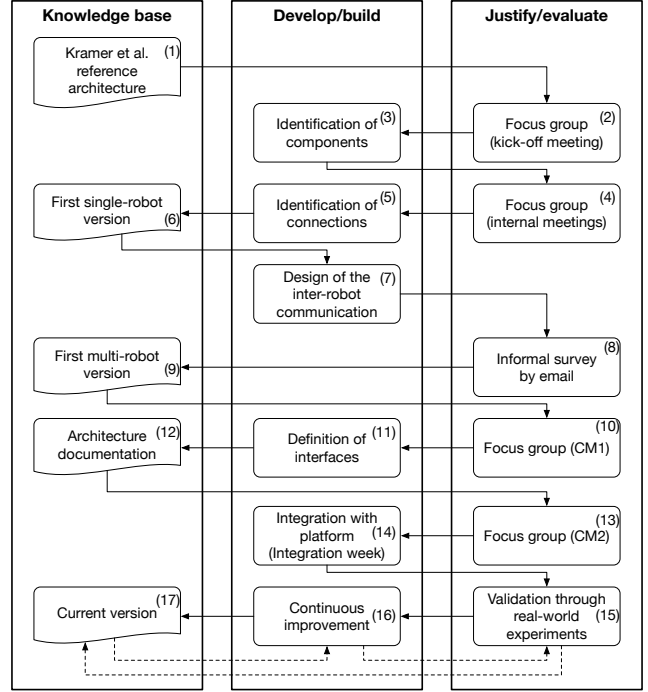 Knowledge base
Develop/build
Justify/evaluate
Kramer et al. (1)
reference
architecture
Focus group (2)
(kick-off meeting)
Identification of (3)
components
Focus group (4)
(internal meetings)
Identification of (5)
connections
First single-robot
version (6)
Design of the (7)
inter-robot
communication
Informal survey (8)
by email
First multi-robot
version (9)
(10)
Focus group (CM1)
Definition of (11)
interfaces
Architecture (12)
documentation
(13)
Focus group (CM2)
Integration with
platform (14)
(Integration week)
Validation through
real-world (15)
experiments
Continuous
improvement (16)
(17)
Current version